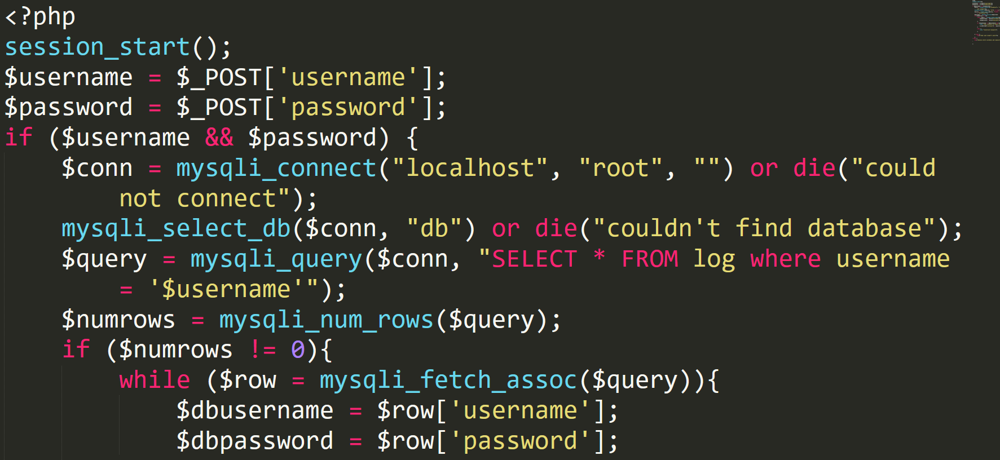 <?php
session_start();
$username = $_POST['username'];
$password = $_POST['password'];
if ($username && $password) {
    $conn = mysqli_connect("localhost", "root", "") or die("could
        not connect");
    mysqli_select_db($conn, "db") or die("couldn't find database");
    $query = mysqli_query($conn, "SELECT * FROM log where username
        = '$username'");
    $numrows = mysqli_num_rows($query);
    if ($numrows != 0){
        while ($row = mysqli_fetch_assoc($query)){
            $dbusername = $row['username'];
            $dbpassword = $row['password'];